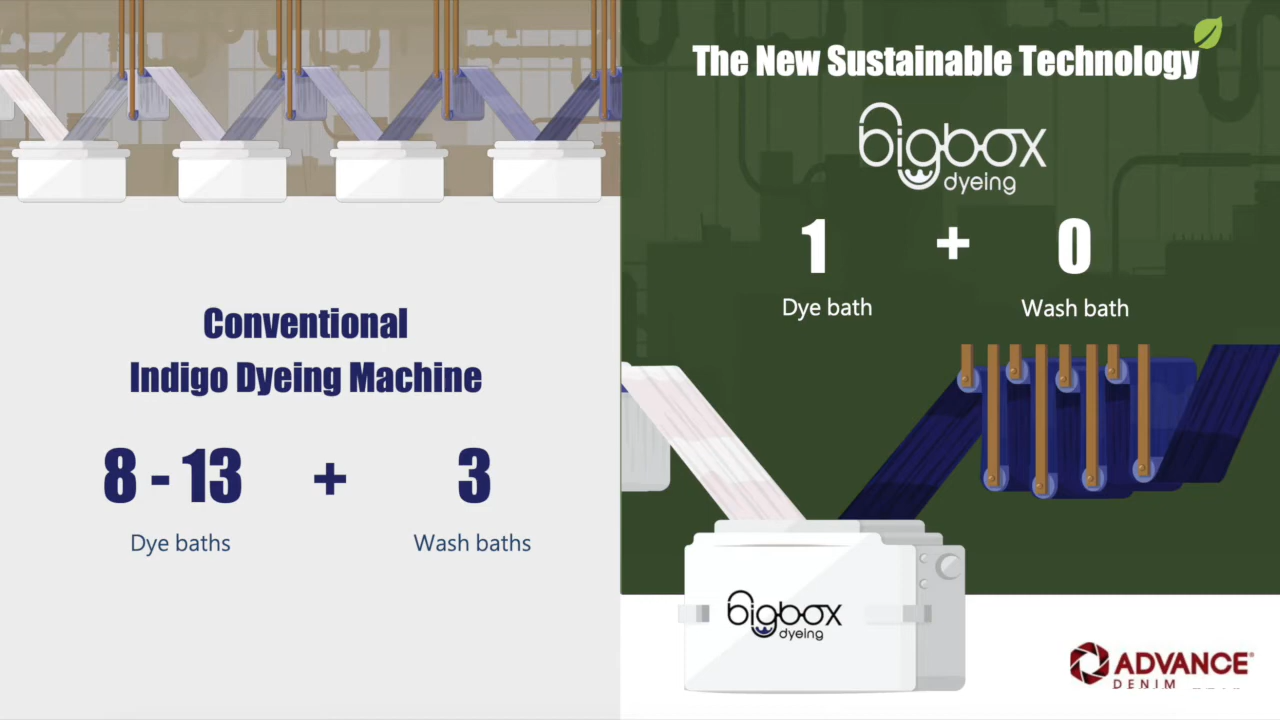 Conventional
Indigo Dyeing Machine
8 - 13 + 3
Dye baths Wash baths
The New Sustainable Technology
bigbox
dyeing
1 + 0
Dye bath Wash bath
bigbox
dyeing
ADVANCE®
DENIM